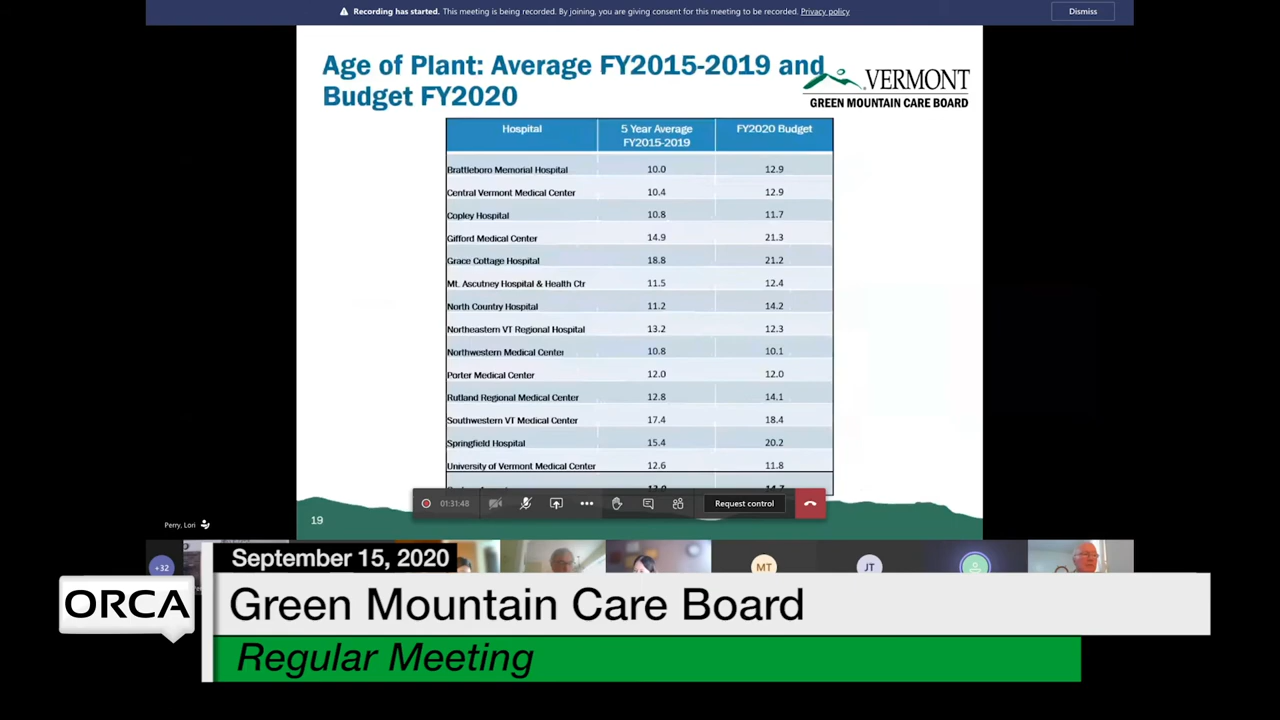 Recording has started. This meeting is being recorded. By joining, you are giving consent for this meeting to be recorded. Privacy policy Dismiss
Age of Plant: Average FY2015-2019 and
Budget FY2020
VERMONT
GREEN MOUNTAIN CARE BOARD
Hospital 5 Year Average FY2015-2019 FY2020 Budget
Brattleboro Memorial Hospital 10.0 12.9
Central Vermont Medical Center 10.4 12.9
Copley Hospital 10.8 11.7
Gifford Medical Center 14.9 21.3
Grace Cottage Hospital 18.8 21.2
Mt. Ascutney Hospital & Health Ctr 11.5 12.4
North Country Hospital 11.2 14.2
Northeastern VT Regional Hospital 13.2 12.3
Northwestern Medical Center 10.8 10.1
Porter Medical Center 12.0 12.0
Rutland Regional Medical Center 12.8 14.1
Southwestern VT Medical Center 17.4 18.4
Springfield Hospital 15.4 20.2
University of Vermont Medical Center 12.6 11.8
01:31:48 Request control
19
Perry, Lori
+32 MT JT
September 15, 2020
ORCA
Green Mountain Care Board
Regular Meeting